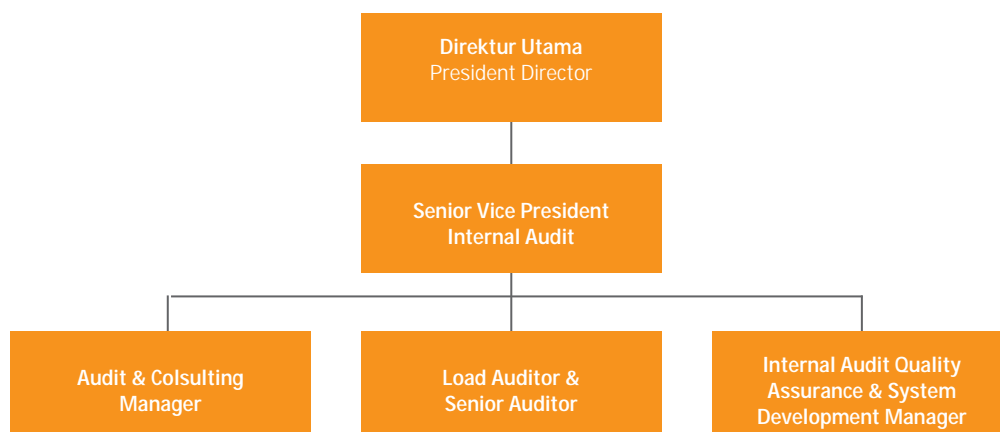 Direktur Utama
President Director
Senior Vice President
Internal Audit
Audit & Colsulting
Manager
Load Auditor &
Senior Auditor
Internal Audit Quality
Assurance & System
Development Manager